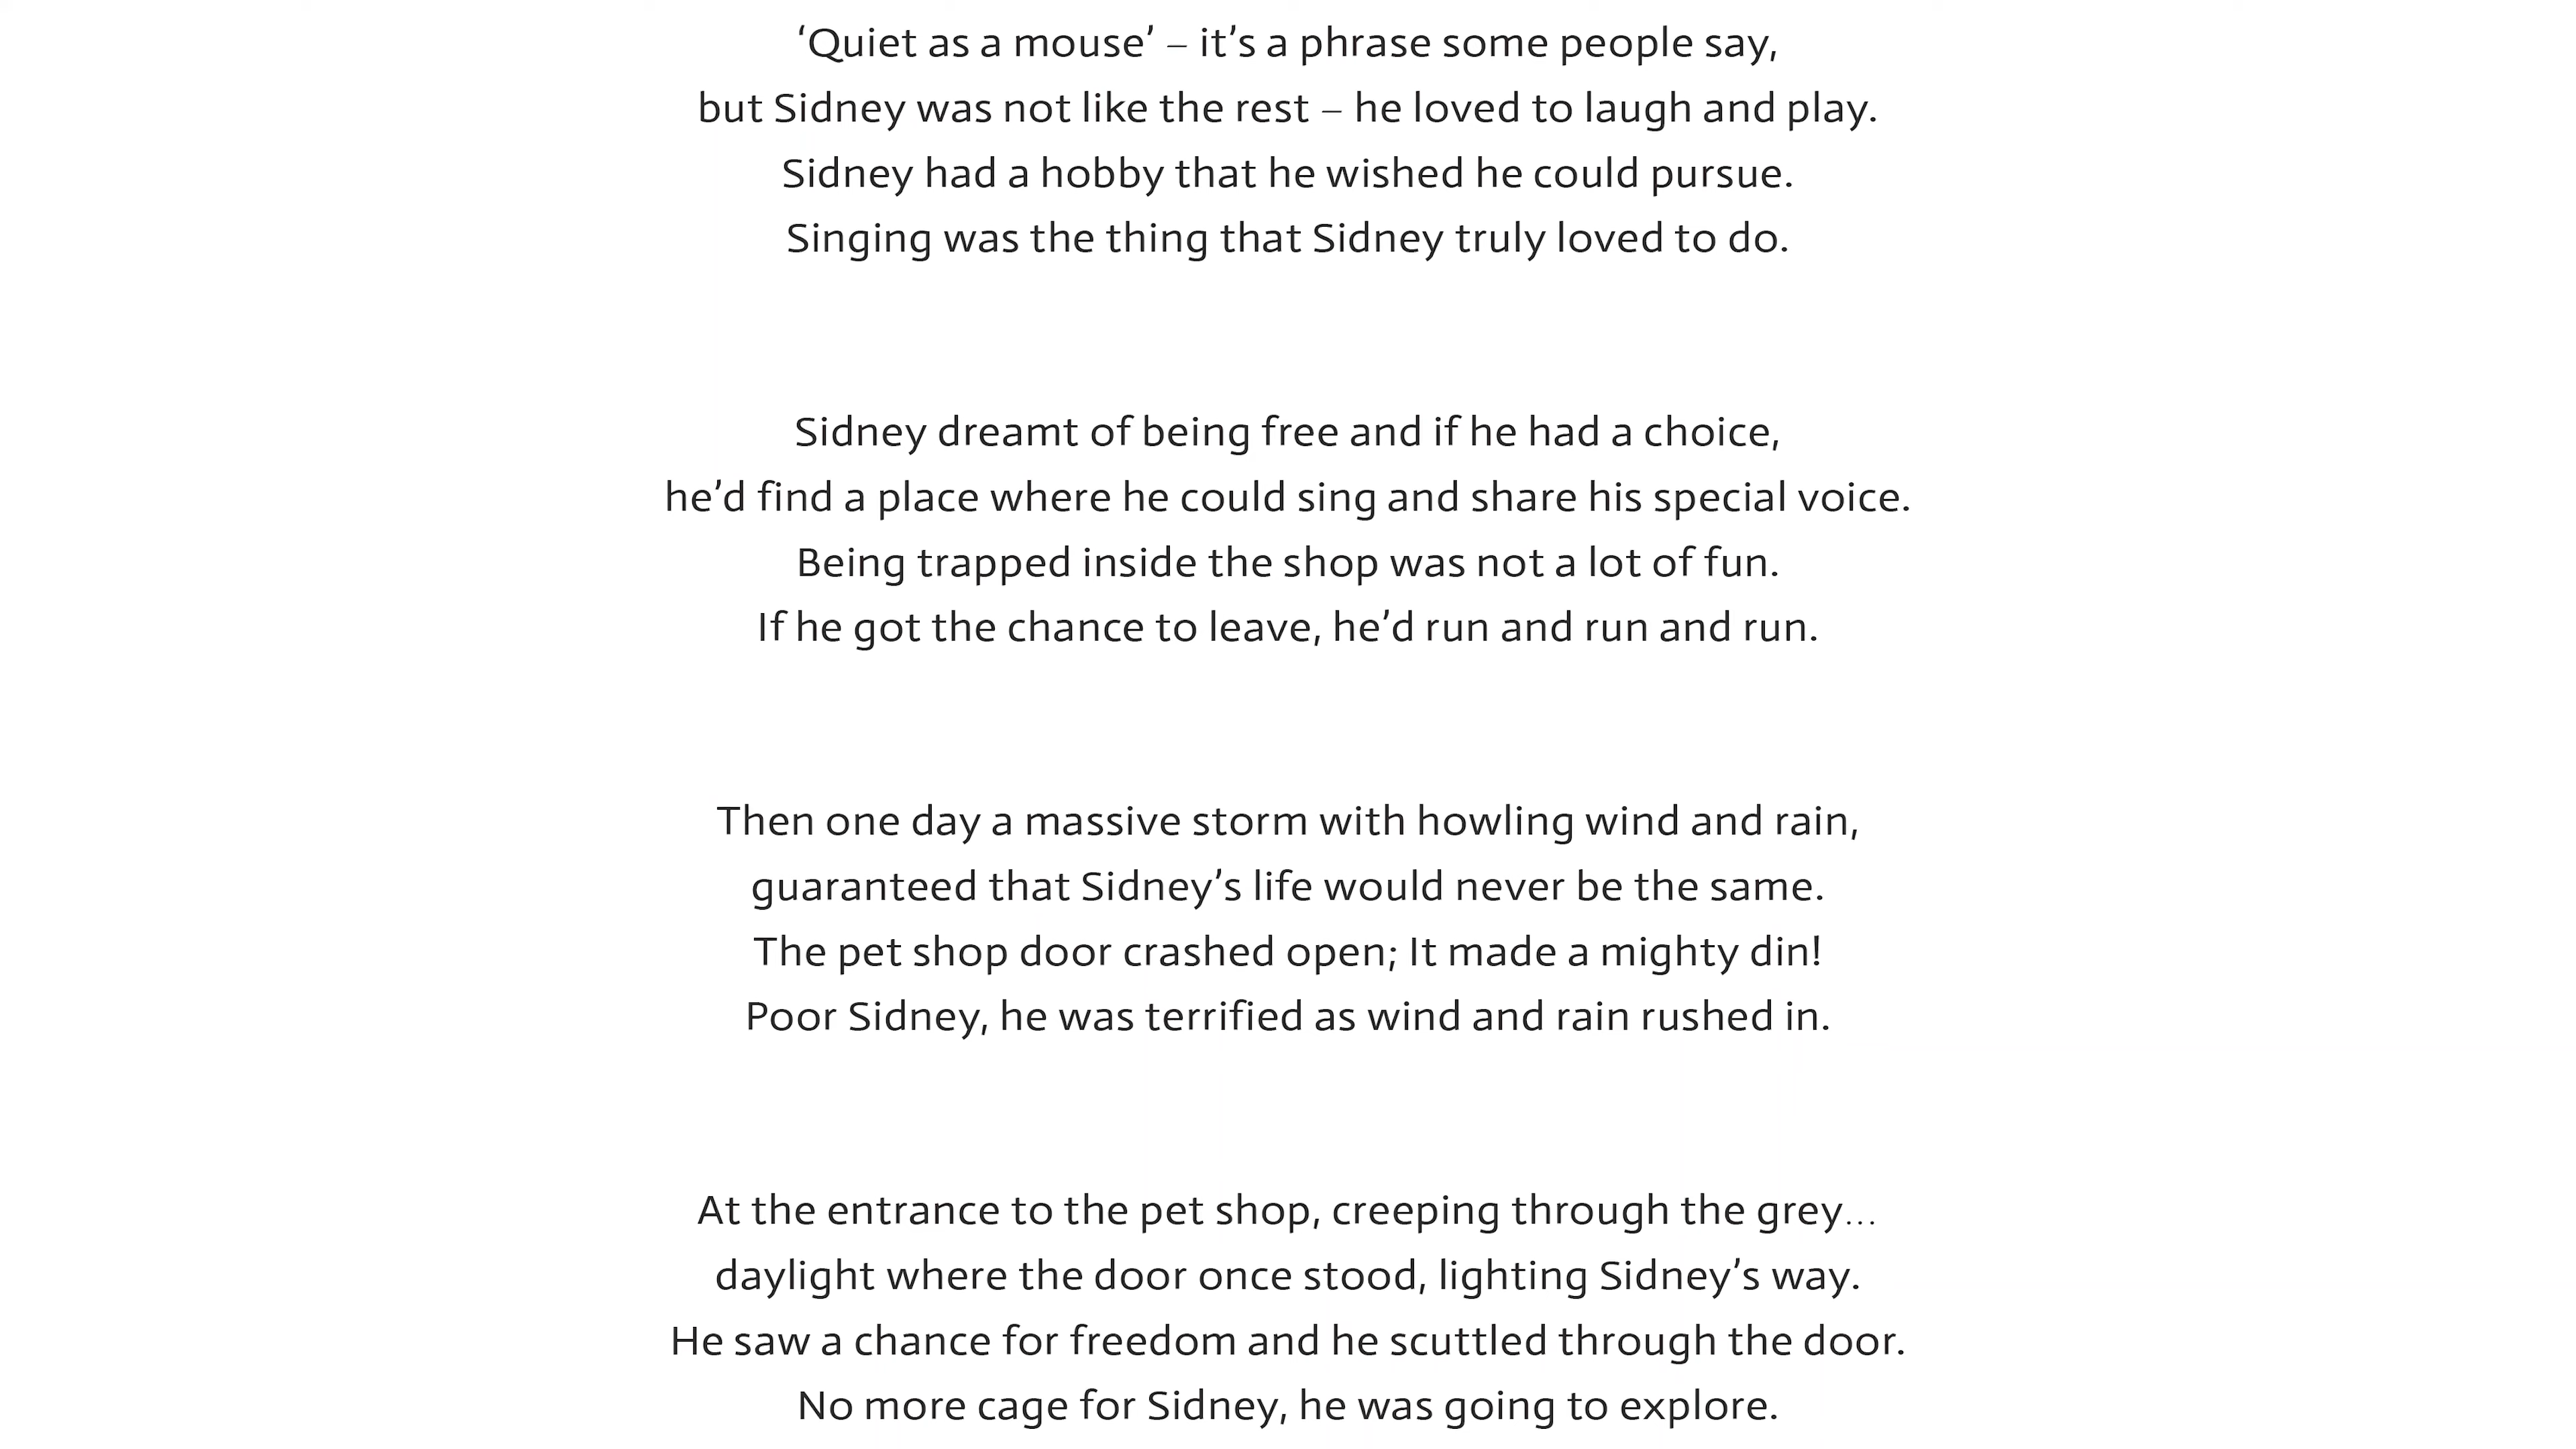 ‘Quiet as a mouse’ – it’s a phrase some people say,
but Sidney was not like the rest – he loved to laugh and play.
Sidney had a hobby that he wished he could pursue.
Singing was the thing that Sidney truly loved to do.
Sidney dreamt of being free and if he had a choice,
he’d find a place where he could sing and share his special voice.
Being trapped inside the shop was not a lot of fun.
If he got the chance to leave, he’d run and run and run.
Then one day a massive storm with howling wind and rain,
guaranteed that Sidney’s life would never be the same.
The pet shop door crashed open; It made a mighty din!
Poor Sidney, he was terrified as wind and rain rushed in.
At the entrance to the pet shop, creeping through the grey…
daylight where the door once stood, lighting Sidney’s way.
He saw a chance for freedom and he scuttled through the door.
No more cage for Sidney, he was going to explore.